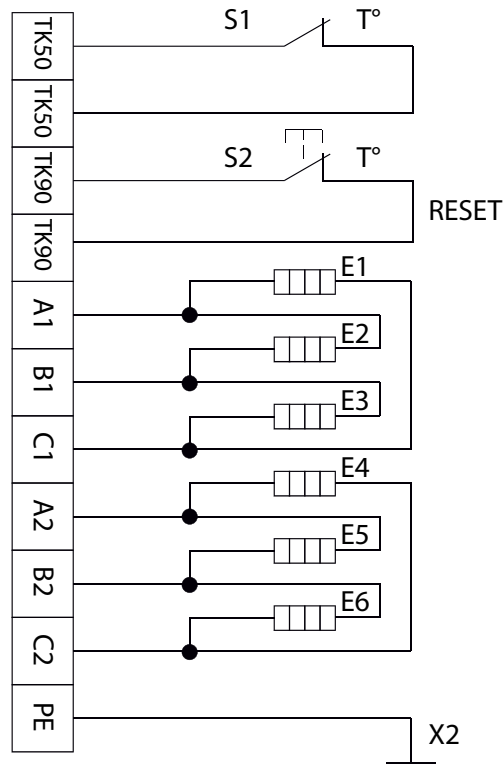 TK50
S1 T°
TK50
TK90
S2 T°
RESET
TK90
E1
A1
E2
B1
E3
C1
E4
A2
E5
B2
E6
C2
PE
X2